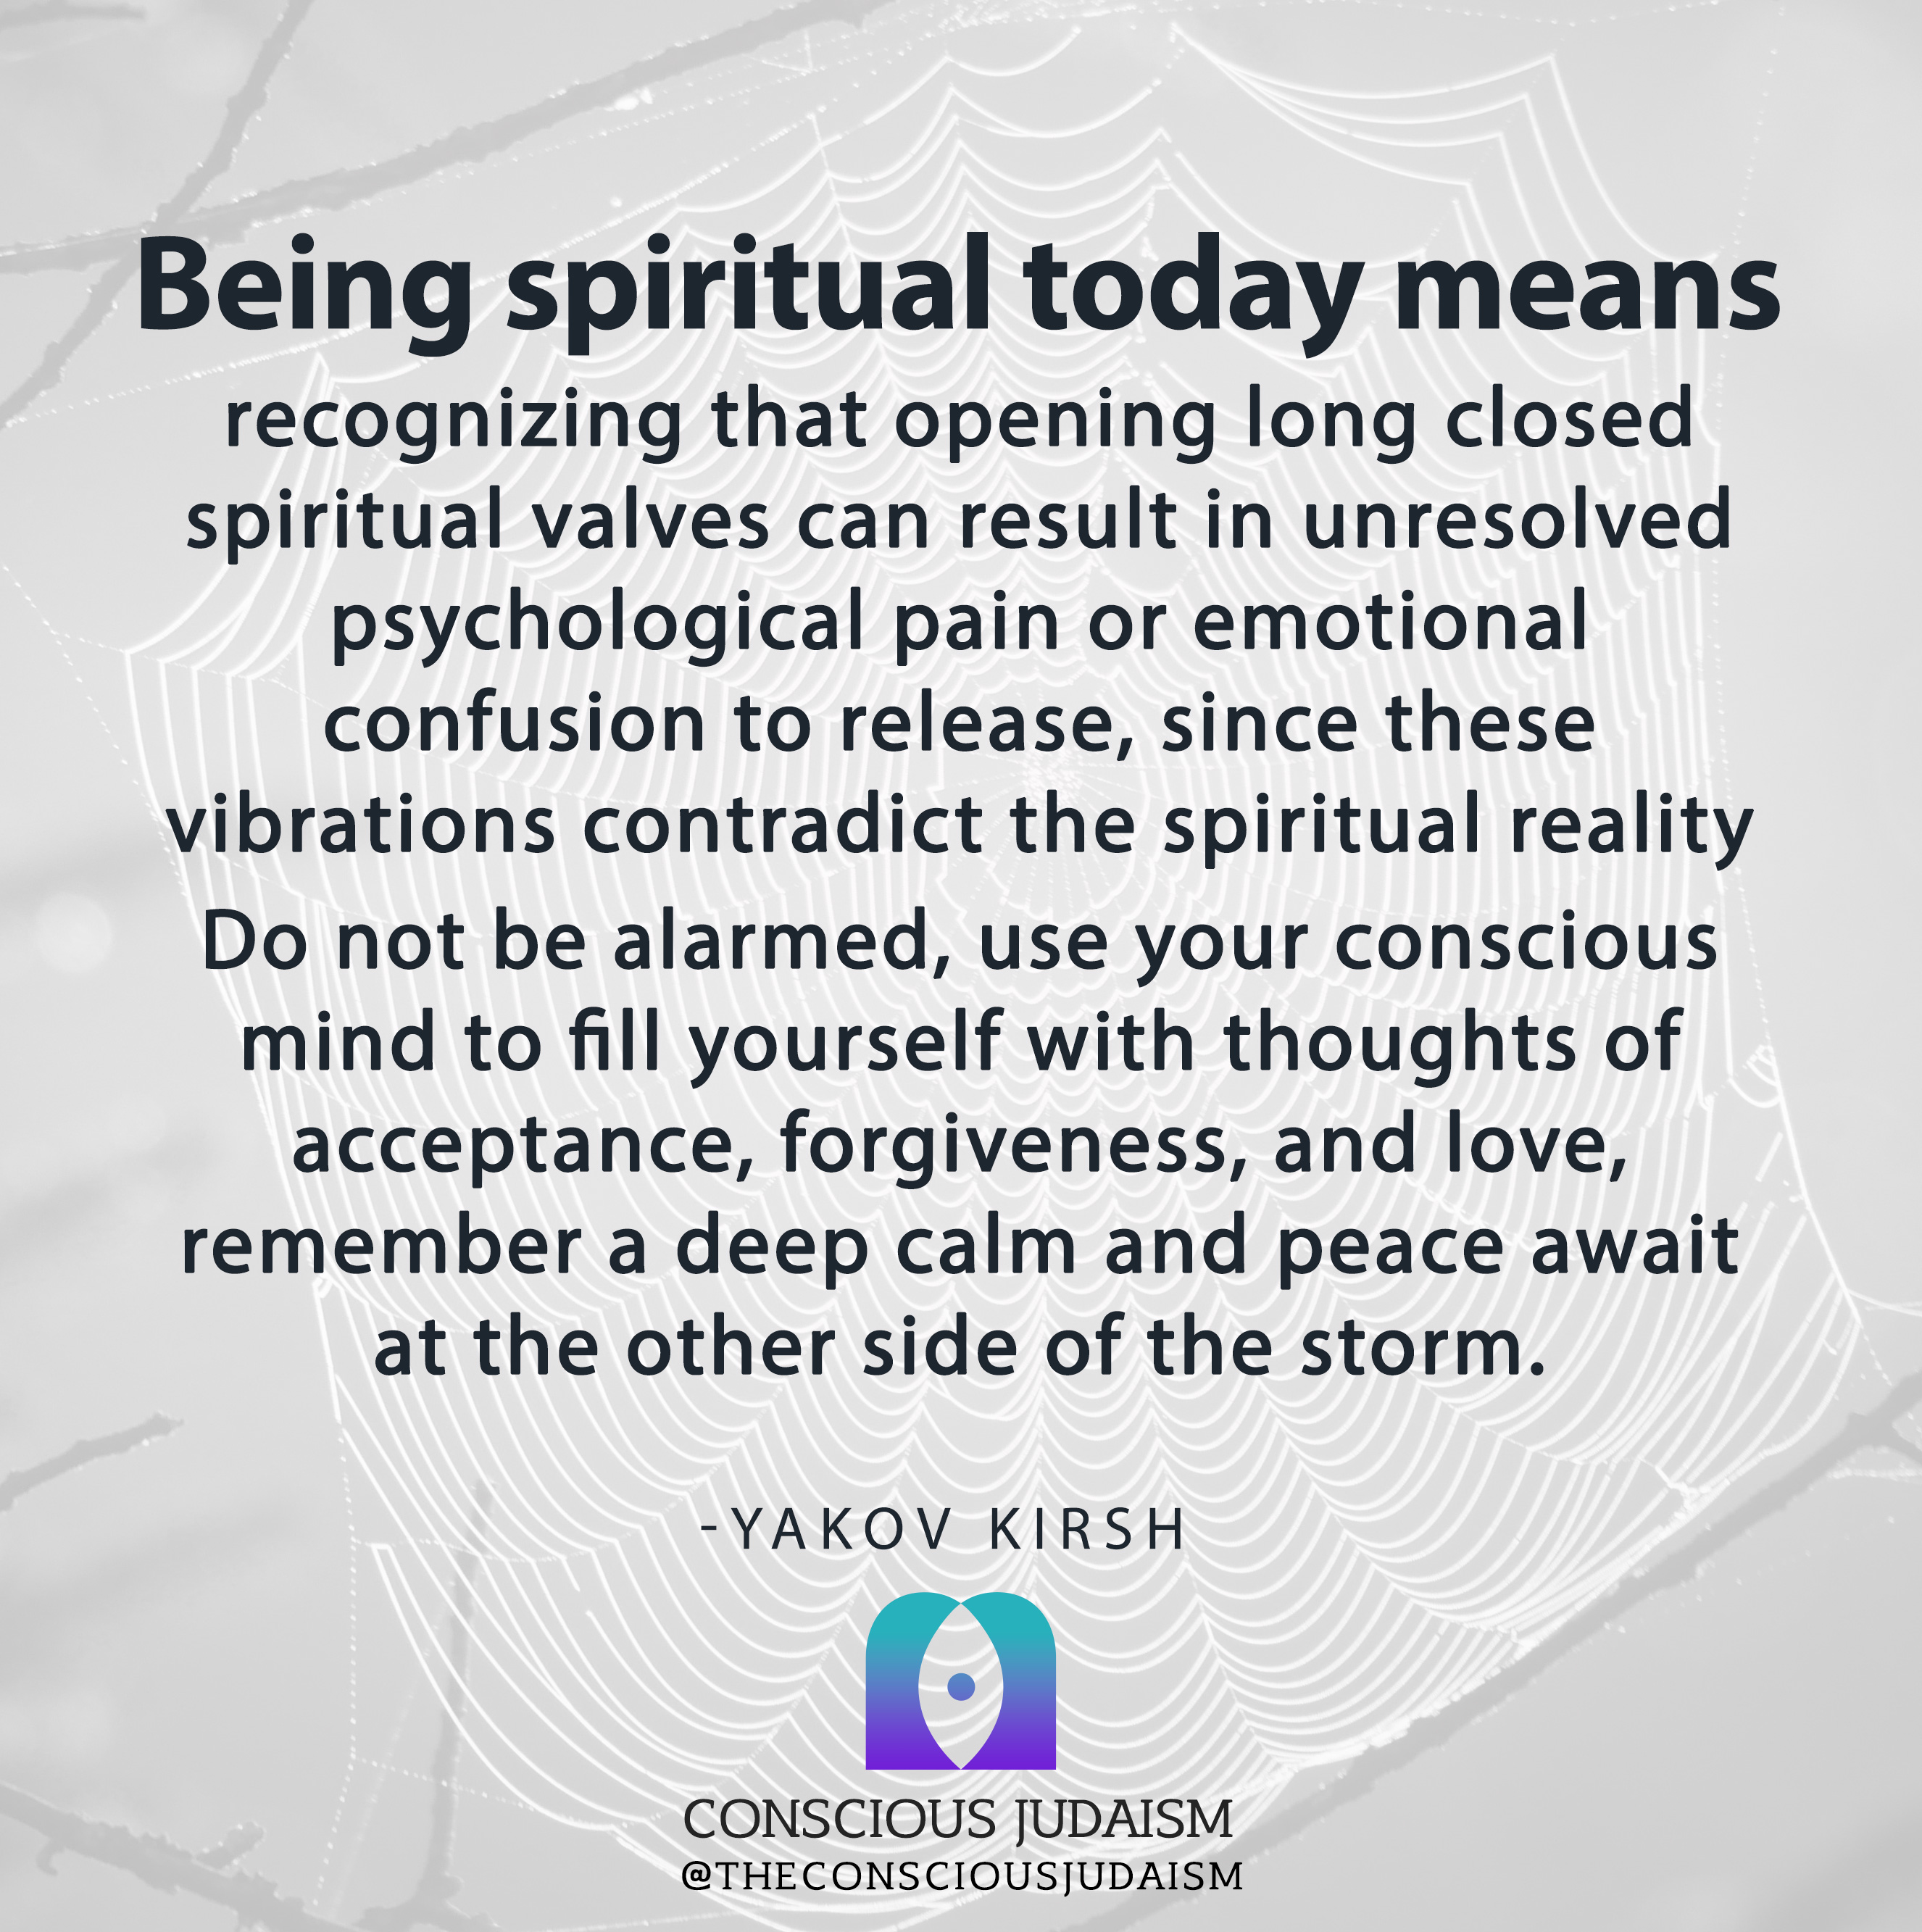 Being spiritual today means
recognizing that opening long closed
spiritual valves can result in unresolved
psychological pain or emotional
confusion to release, since these
vibrations contradict the spiritual reality
Do not be alarmed, use your conscious
mind to fill yourself with thoughts of
acceptance, forgiveness, and love,
remember a deep calm and peace await
at the other side of the storm.
-YAKOV KIRSH
CONSCIOUS JUDAISM
@THECONSCIOUSJUDAISM